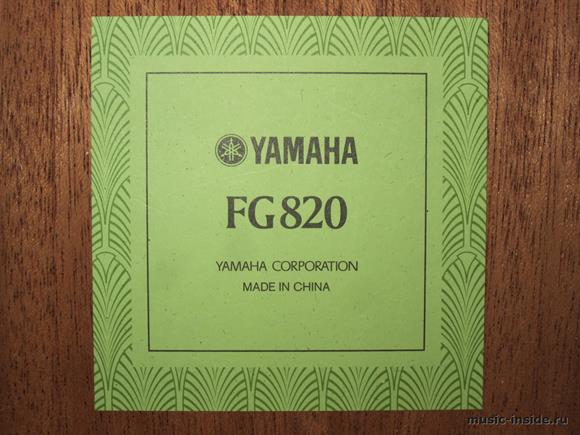 YAMAHA
FG820
YAMAHA CORPORATION
MADE IN CHINA
music-inside.ru